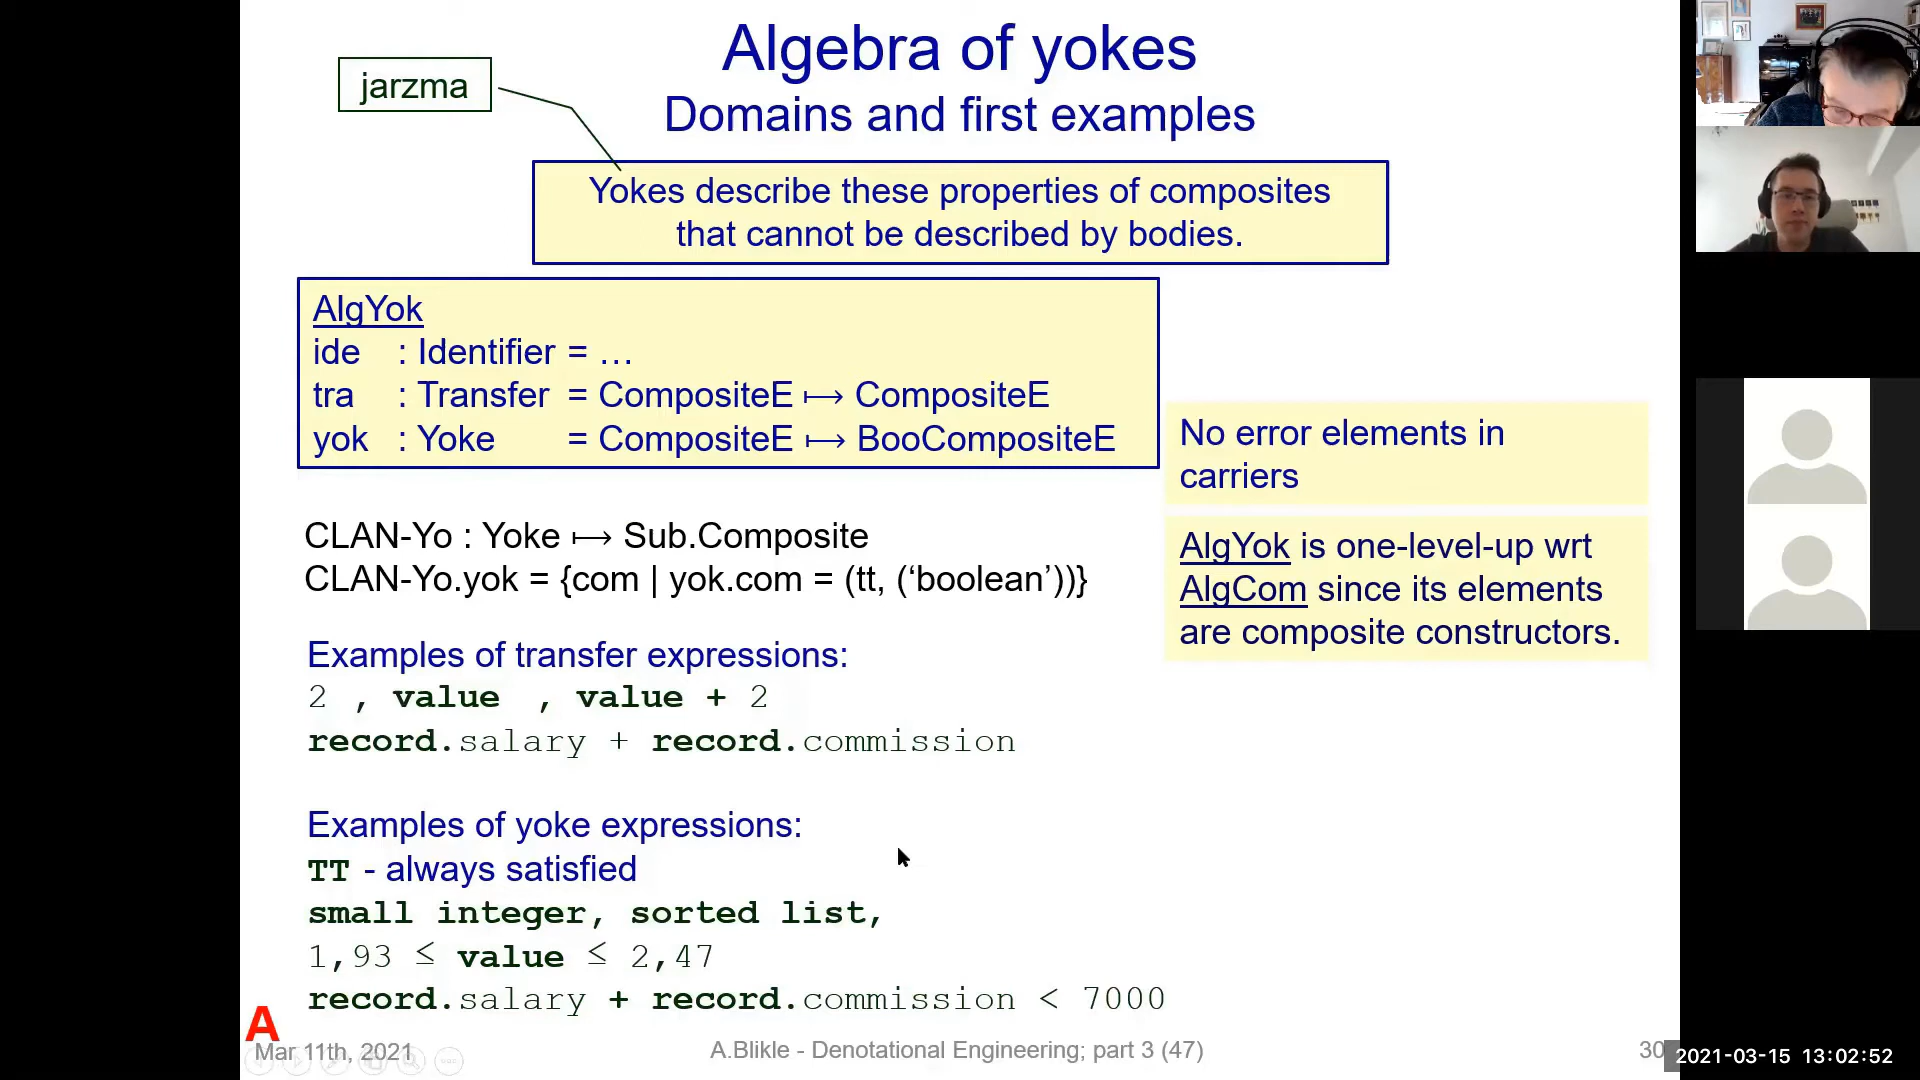 Algebra of yokes
Domains and first examples
jarzma
Yokes describe these properties of composites
that cannot be described by bodies.
AlgYok
ide : Identifier = …
tra : Transfer = CompositeE ⟼ CompositeE
yok : Yoke = CompositeE ⟼ BooCompositeE
No error elements in
carriers
AlgYok is one-level-up wrt
AlgCom since its elements
are composite constructors.
CLAN-Yo : Yoke ⟼ Sub.Composite
CLAN-Yo.yok = {com | yok.com = (tt, (‘boolean’))}
Examples of transfer expressions:
2 , value , value + 2
record.salary + record.commission
Examples of yoke expressions:
TT - always satisfied
small integer, sorted list,
1,93 ≤ value ≤ 2,47
record.salary + record.commission < 7000
A
Mar 11th, 2021
A.Blikle - Denotational Engineering; part 3 (47)
30
2021-03-15 13:02:52